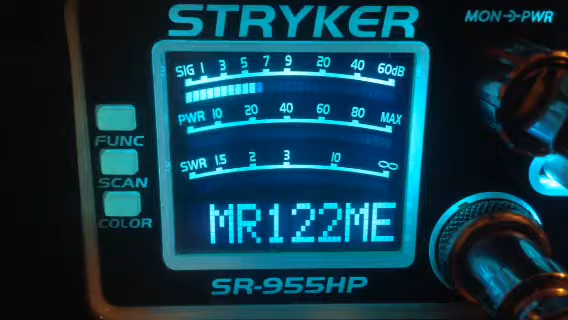 STRYKER
MON PWR
SIG 1 3 5 7 9 20 40 60dB
PWR 10 20 40 60 80 MAX
SWR 1.5 2 3 10 ∞
FUNC
SCAN
COLOR
MR122ME
SR-955HP